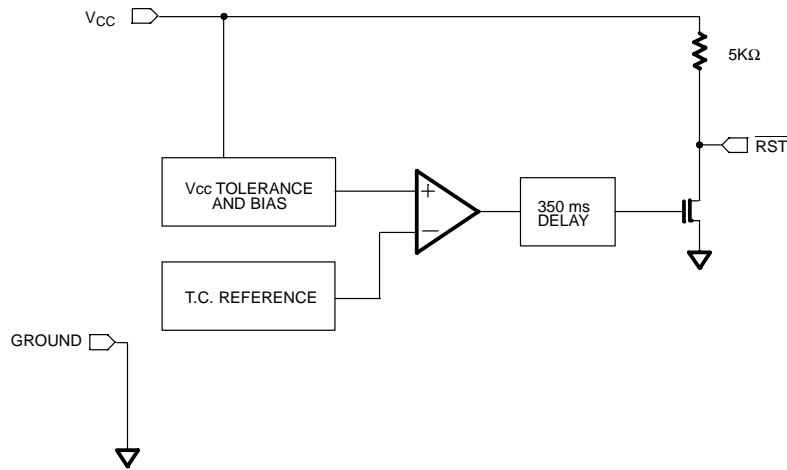 VCC
5KΩ
RST
Vcc TOLERANCE
AND BIAS
+
350 ms
DELAY
−
T.C. REFERENCE
GROUND